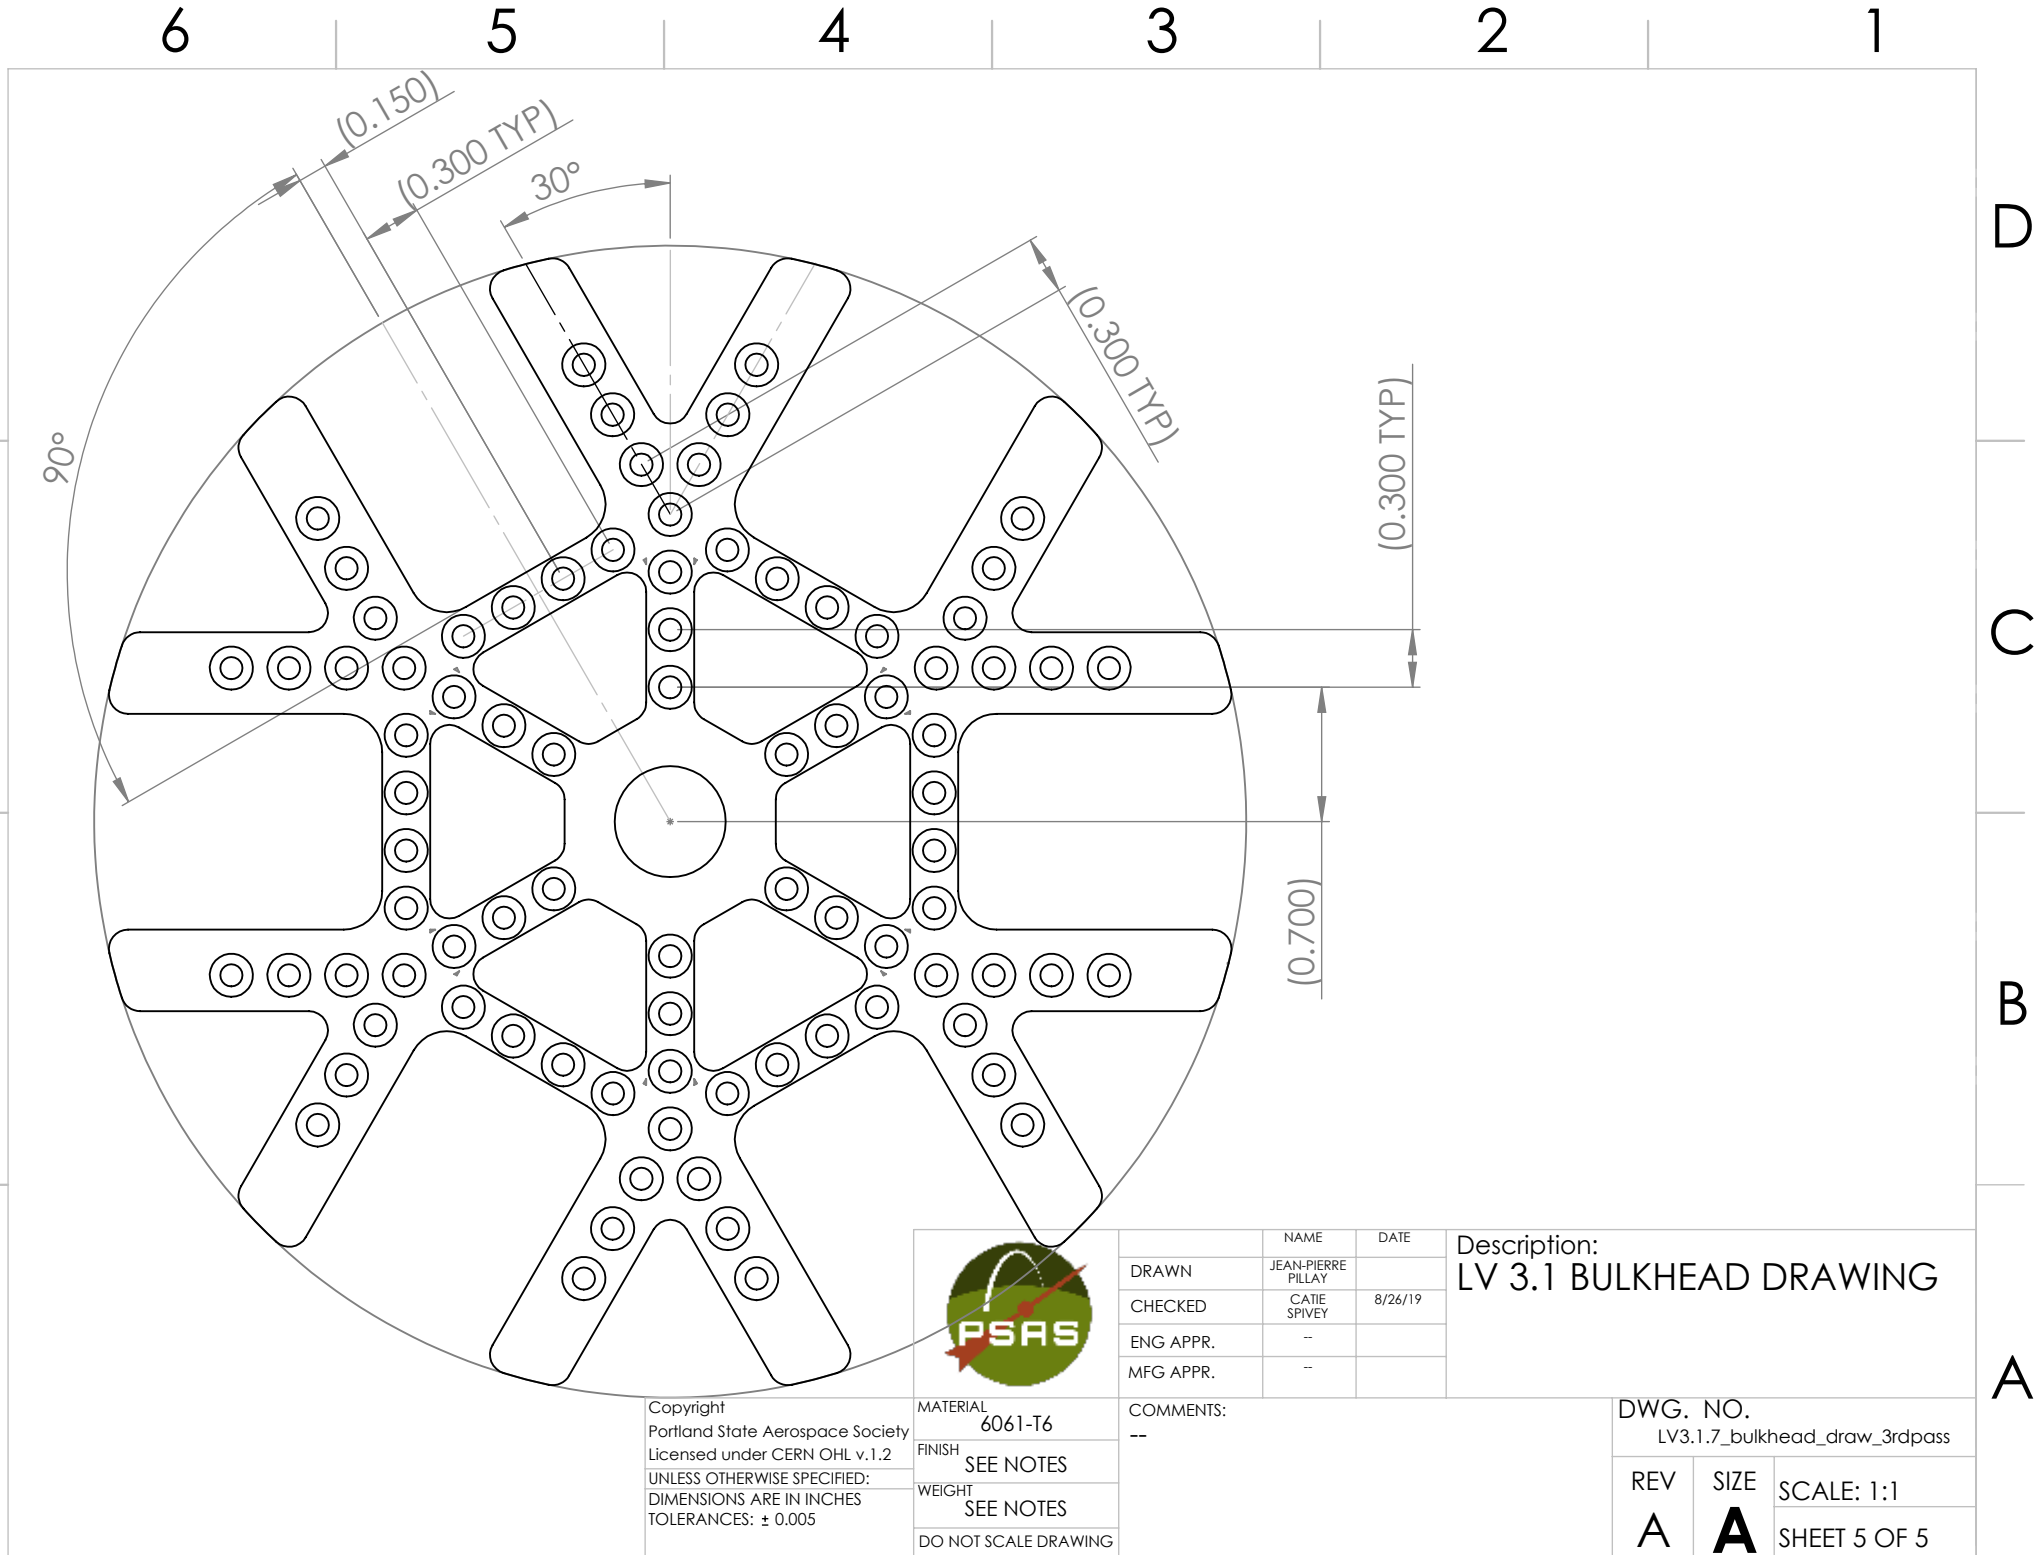 6 5 4 3 2 1
(0.150)
(0.300 TYP)
30°
D
(0.300 TYP)
(0.300 TYP)
90°
C
(0.700)
B
NAME DATE
DRAWN JEAN-PIERRE PILLAY
CHECKED CATIE SPIVEY 8/26/19
ENG APPR. --
MFG APPR. --
Description:
LV 3.1 BULKHEAD DRAWING
PSAS
A
Copyright
Portland State Aerospace Society
Licensed under CERN OHL v.1.2
UNLESS OTHERWISE SPECIFIED:
DIMENSIONS ARE IN INCHES
TOLERANCES: ± 0.005
MATERIAL
6061-T6
FINISH
SEE NOTES
WEIGHT
SEE NOTES
DO NOT SCALE DRAWING
COMMENTS:
--
DWG. NO.
LV3.1.7_bulkhead_draw_3rdpass
REV
A
SIZE
A
SCALE: 1:1
SHEET 5 OF 5